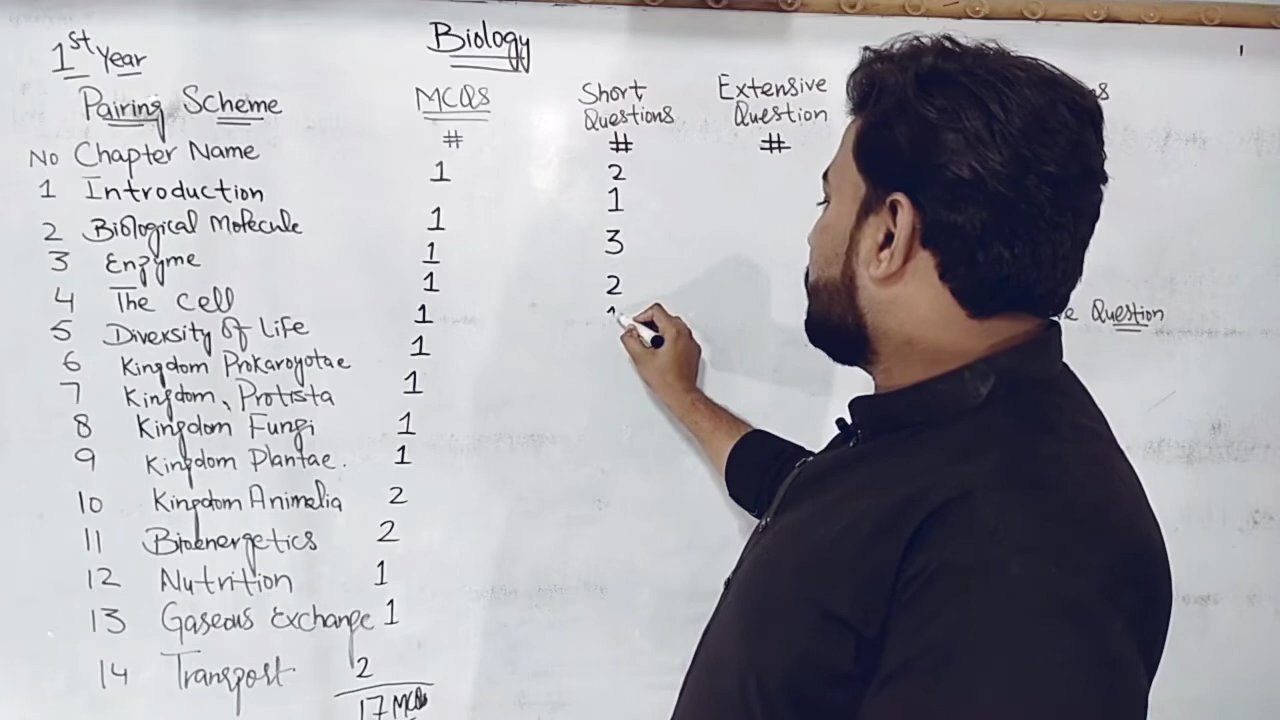 1st Year
Biology
Pairing Scheme
MCQS
#
Short
Questions
#
Extensive
Question
#
No Chapter Name
1 Introduction 1 2
2 Biological Molecule 1 1
3 Enzyme 1 3
4 The Cell 1 2
5 Diversity of Life 1
6 Kingdom Prokaroyotae 1
7 Kingdom Protista 1
8 Kingdom Fungi 1
9 Kingdom Plantae. 1
10 Kingdom Animalia 2
11 Bioenergetics 2
12 Nutrition 1
13 Gaseous Exchange 1
14 Transport 2
17 MCQs
Question